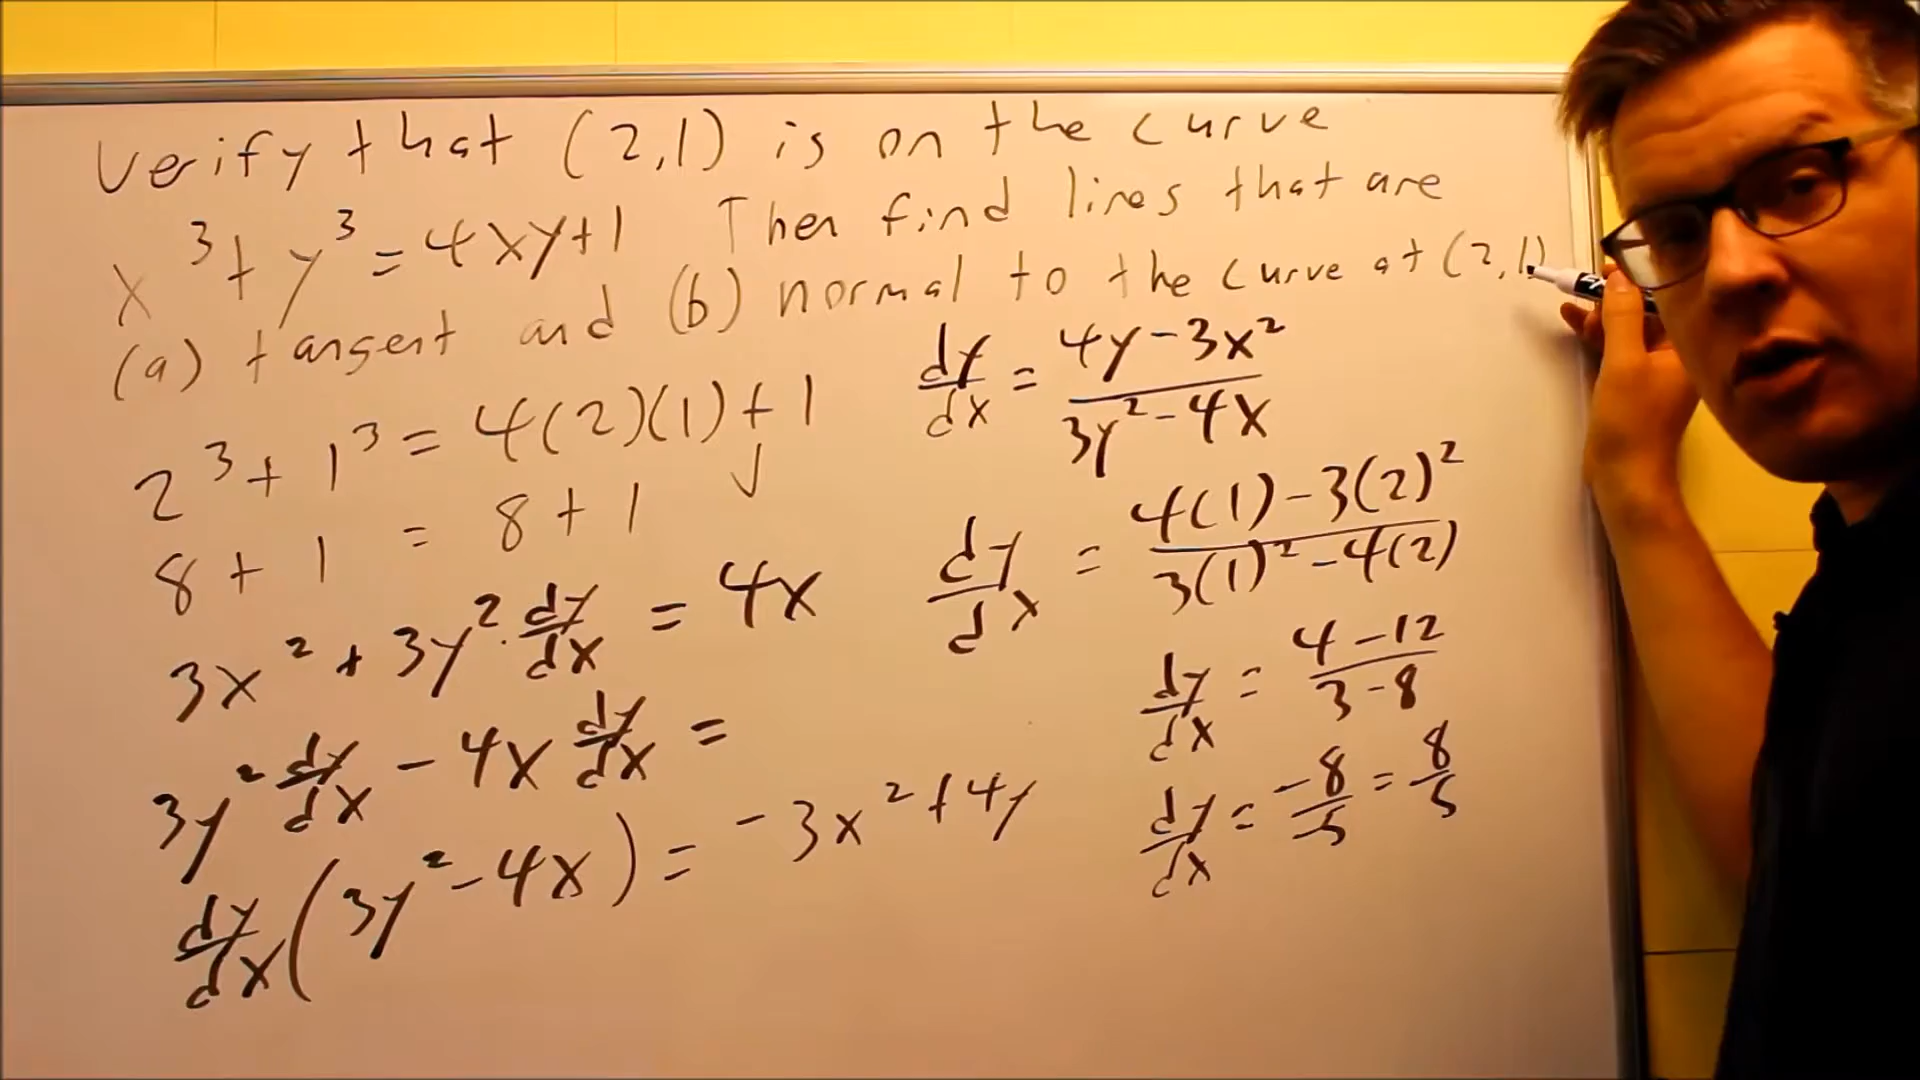 Verify that (2,1) is on the curve
x³ + y³ = 4xy+1 Then find lines that are
(a) tangent and (b) normal to the curve at (2,1)
2³ + 1³ = 4(2)(1) + 1
8 + 1 = 8 + 1 ✓
3x² + 3y² · dy/dx = 4x
3y² dy/dx - 4x dy/dx =
dy/dx (3y² - 4x) = -3x² + 4y
dy/dx = (4y - 3x²)/(3y² - 4x)
dy/dx = (4(1) - 3(2)²)/(3(1)² - 4(2))
dy/dx = (4 - 12)/(3 - 8)
dy/dx = -8/-5 = 8/5